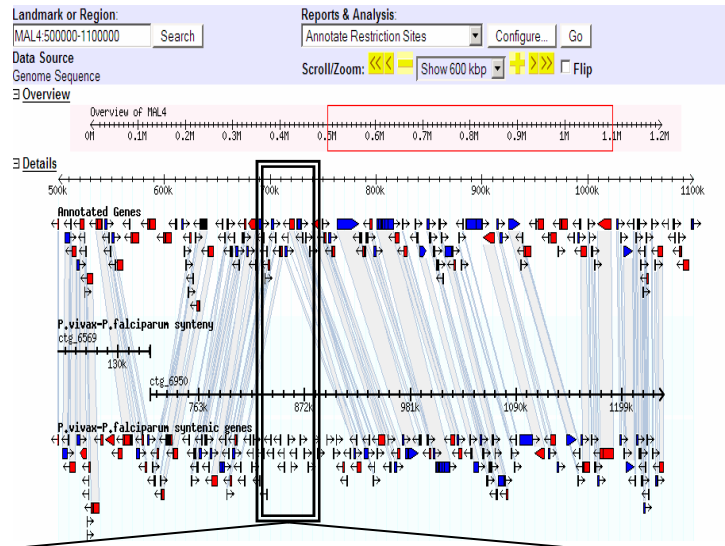 Landmark or Region:
MAL4:500000-1100000 Search
Reports & Analysis:
Annotate Restriction Sites Configure... Go
Data Source
Genome Sequence
Scroll/Zoom: Show 600 kbp Flip
Overview
Overview of MAL4
0M 0.1M 0.2M 0.3M 0.4M 0.5M 0.6M 0.7M 0.8M 0.9M 1M 1.1M 1.2M
Details
500k 600k 700k 800k 900k 1000k 1100k
Annotated Genes
P.vivax-P.falciparum synteny
ctg_6569
130k
ctg_6950
763k 872k 981k 1090k 1199k
P.vivax-P.falciparum syntenic genes